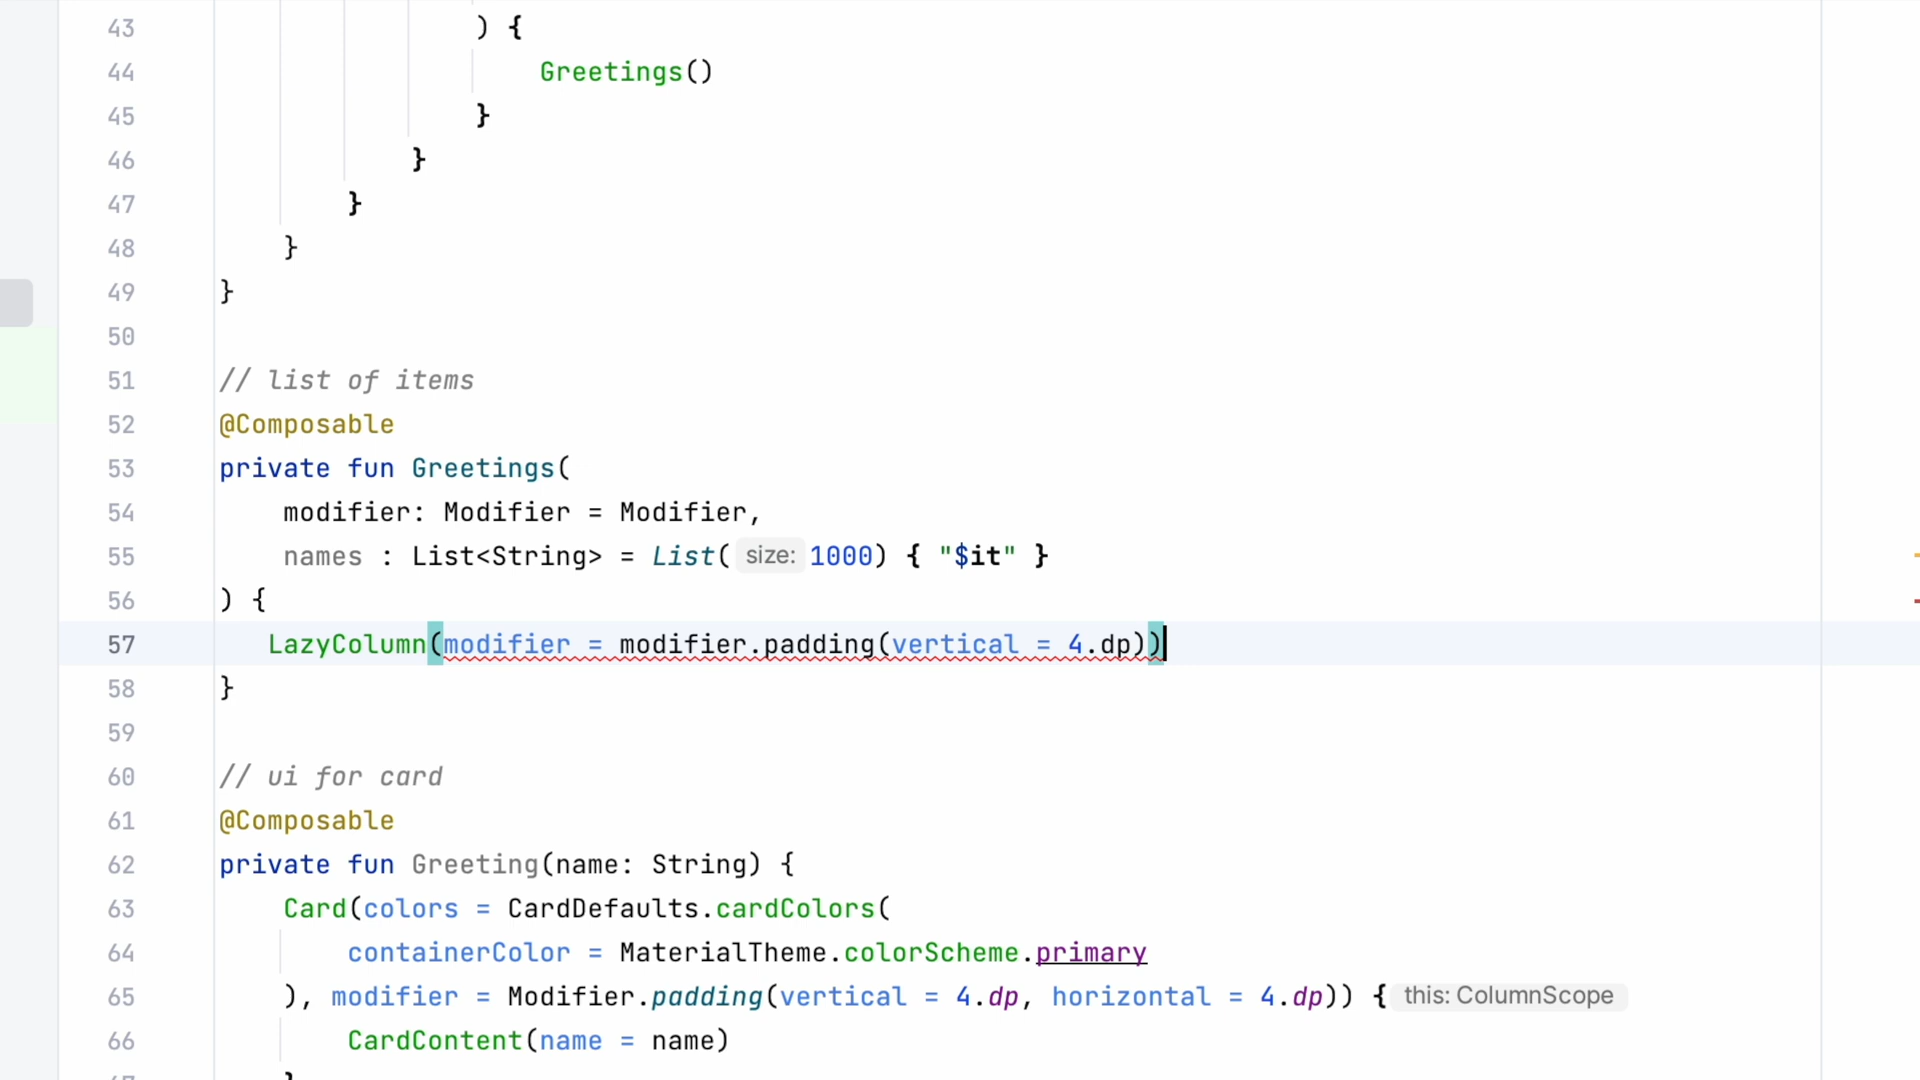 43 ) {
44 Greetings()
45 }
46 }
47 }
48 }
49 }
50
51 // list of items
52 @Composable
53 private fun Greetings(
54 modifier: Modifier = Modifier,
55 names : List<String> = List( size: 1000) { "$it" }
56 ) {
57 LazyColumn(modifier = modifier.padding(vertical = 4.dp))
58 }
59
60 // ui for card
61 @Composable
62 private fun Greeting(name: String) {
63 Card(colors = CardDefaults.cardColors(
64 containerColor = MaterialTheme.colorScheme.primary
65 ), modifier = Modifier.padding(vertical = 4.dp, horizontal = 4.dp)) { this: ColumnScope
66 CardContent(name = name)